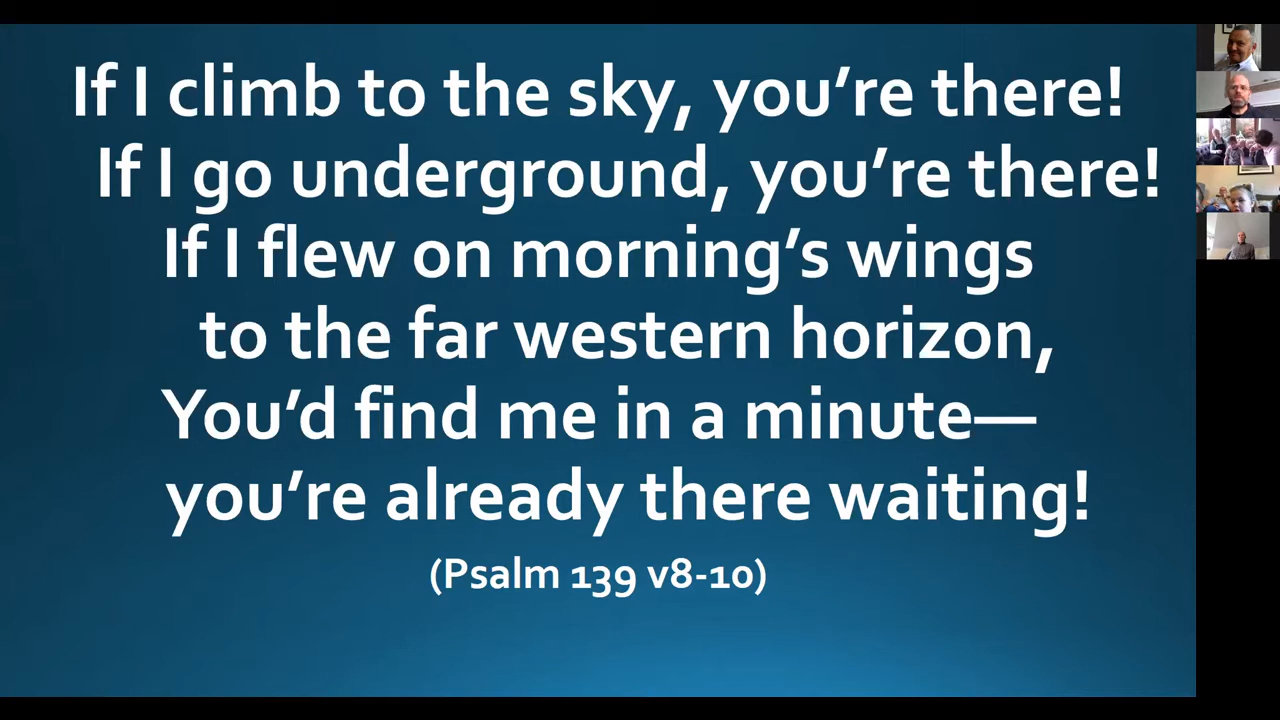 If I climb to the sky, you’re there!
If I go underground, you’re there!
If I flew on morning’s wings
to the far western horizon,
You’d find me in a minute—
you’re already there waiting!
(Psalm 139 v8-10)